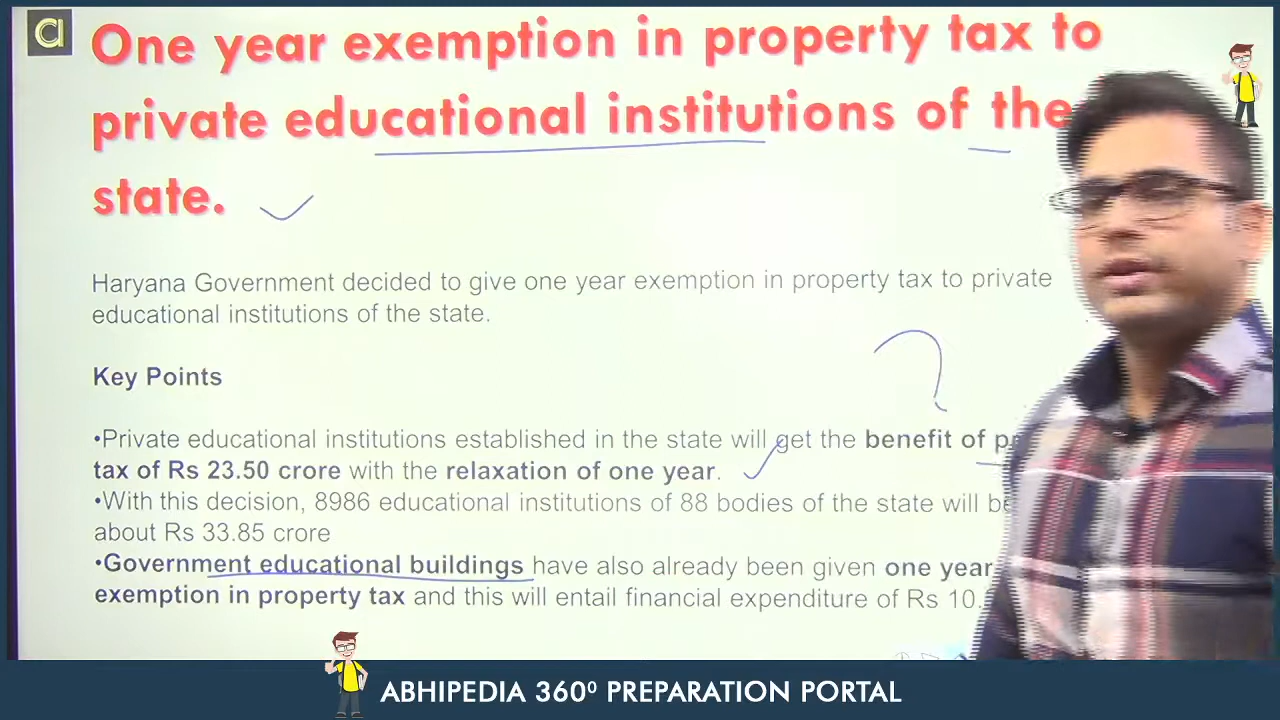 a
One year exemption in property tax to
private educational institutions of the
state.
Haryana Government decided to give one year exemption in property tax to private
educational institutions of the state.
Key Points
•Private educational institutions established in the state will get the benefit of
tax of Rs 23.50 crore with the relaxation of one year.
•With this decision, 8986 educational institutions of 88 bodies of the state will
about Rs 33.85 crore
•Government educational buildings have also already been given one year
exemption in property tax and this will entail financial expenditure of Rs 10.
ABHIPEDIA 360⁰ PREPARATION PORTAL